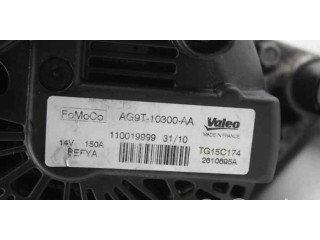 FoMoCo AG9T-10300-AA Valeo
MADE IN FRANCE
110019999 31/10
14V 150A TG15C174
BEFYA 2610695A